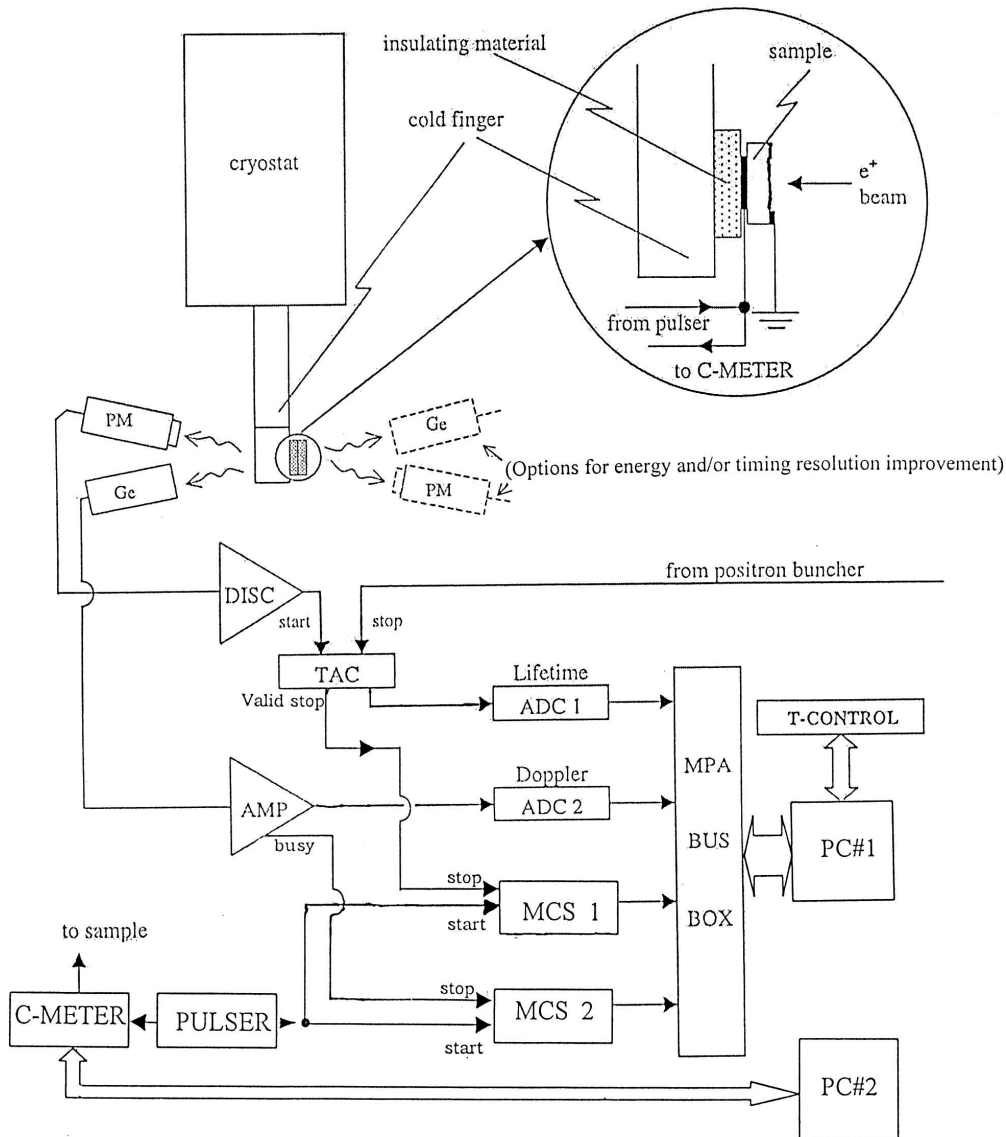 insulating material
sample
cold finger
cryostat
e+
beam
from pulser
to C-METER
PM
Ge
Ge
PM
(Options for energy and/or timing resolution improvement)
from positron buncher
DISC
start
stop
TAC
Valid stop
Lifetime
ADC 1
T-CONTROL
MPA
BUS
BOX
Doppler
ADC 2
AMP
busy
PC#1
stop
start
MCS 1
to sample
C-METER
PULSER
stop
start
MCS 2
PC#2